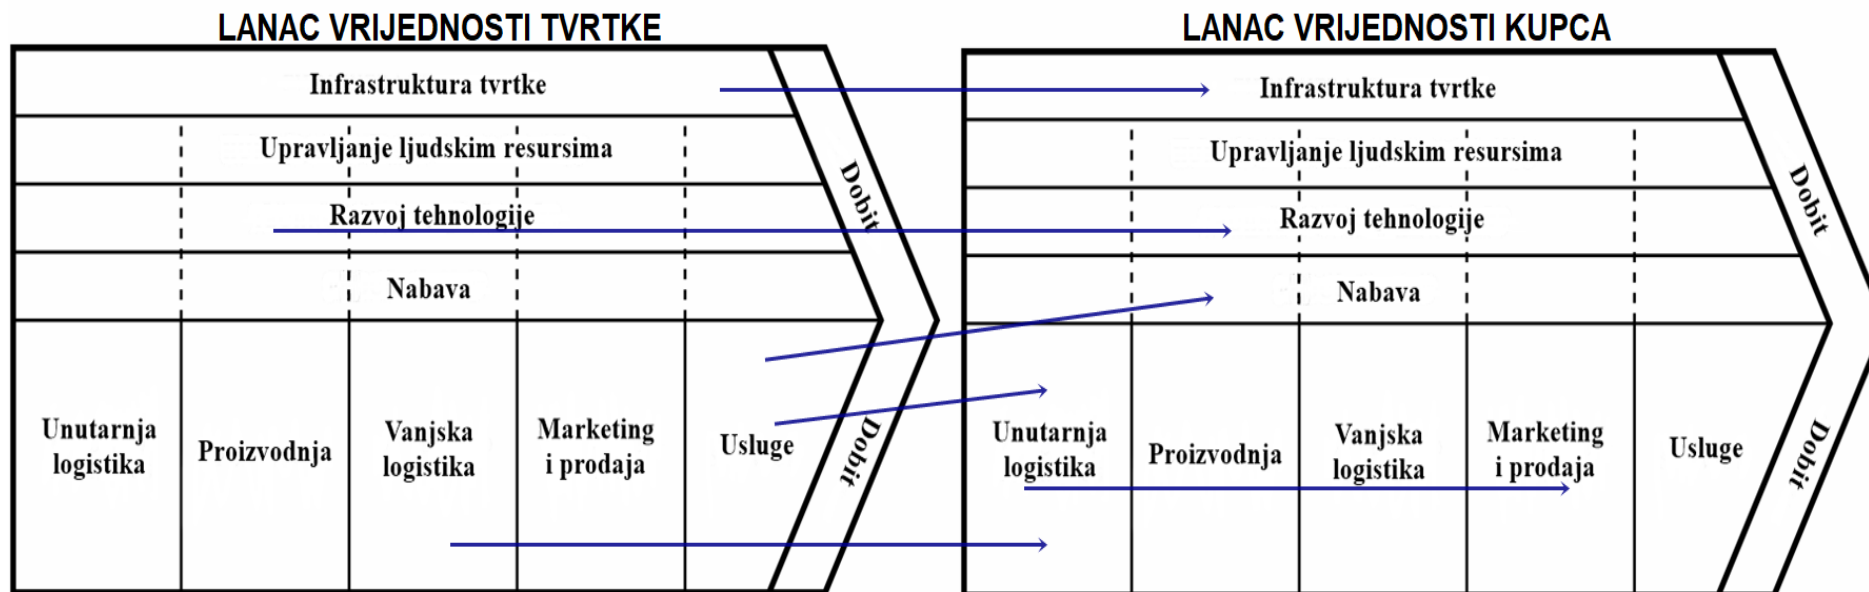 LANAC VRIJEDNOSTI TVRTKE
Infrastruktura tvrtke
Upravljanje ljudskim resursima
Razvoj tehnologije
Nabava
Unutarnja
logistika
Proizvodnja
Vanjska
logistika
Marketing
i prodaja
Usluge
Dobit
Dobit
LANAC VRIJEDNOSTI KUPCA
Infrastruktura tvrtke
Upravljanje ljudskim resursima
Razvoj tehnologije
Nabava
Unutarnja
logistika
Proizvodnja
Vanjska
logistika
Marketing
i prodaja
Usluge
Dobit
Dobit